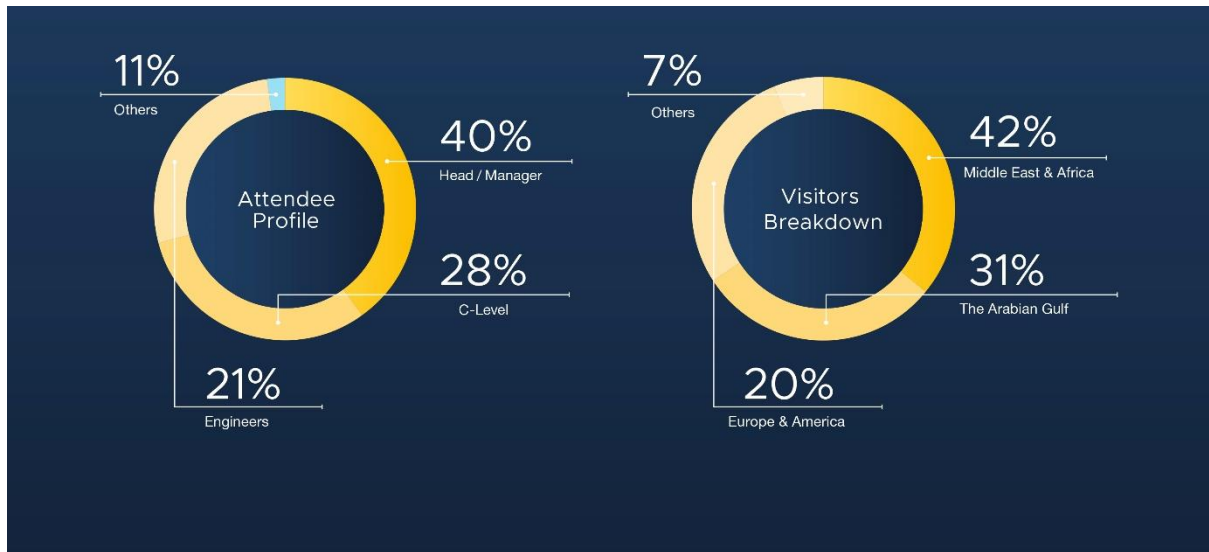 11%
Others
40%
Head / Manager
Attendee
Profile
28%
C-Level
21%
Engineers
7%
Others
42%
Middle East & Africa
Visitors
Breakdown
31%
The Arabian Gulf
20%
Europe & America